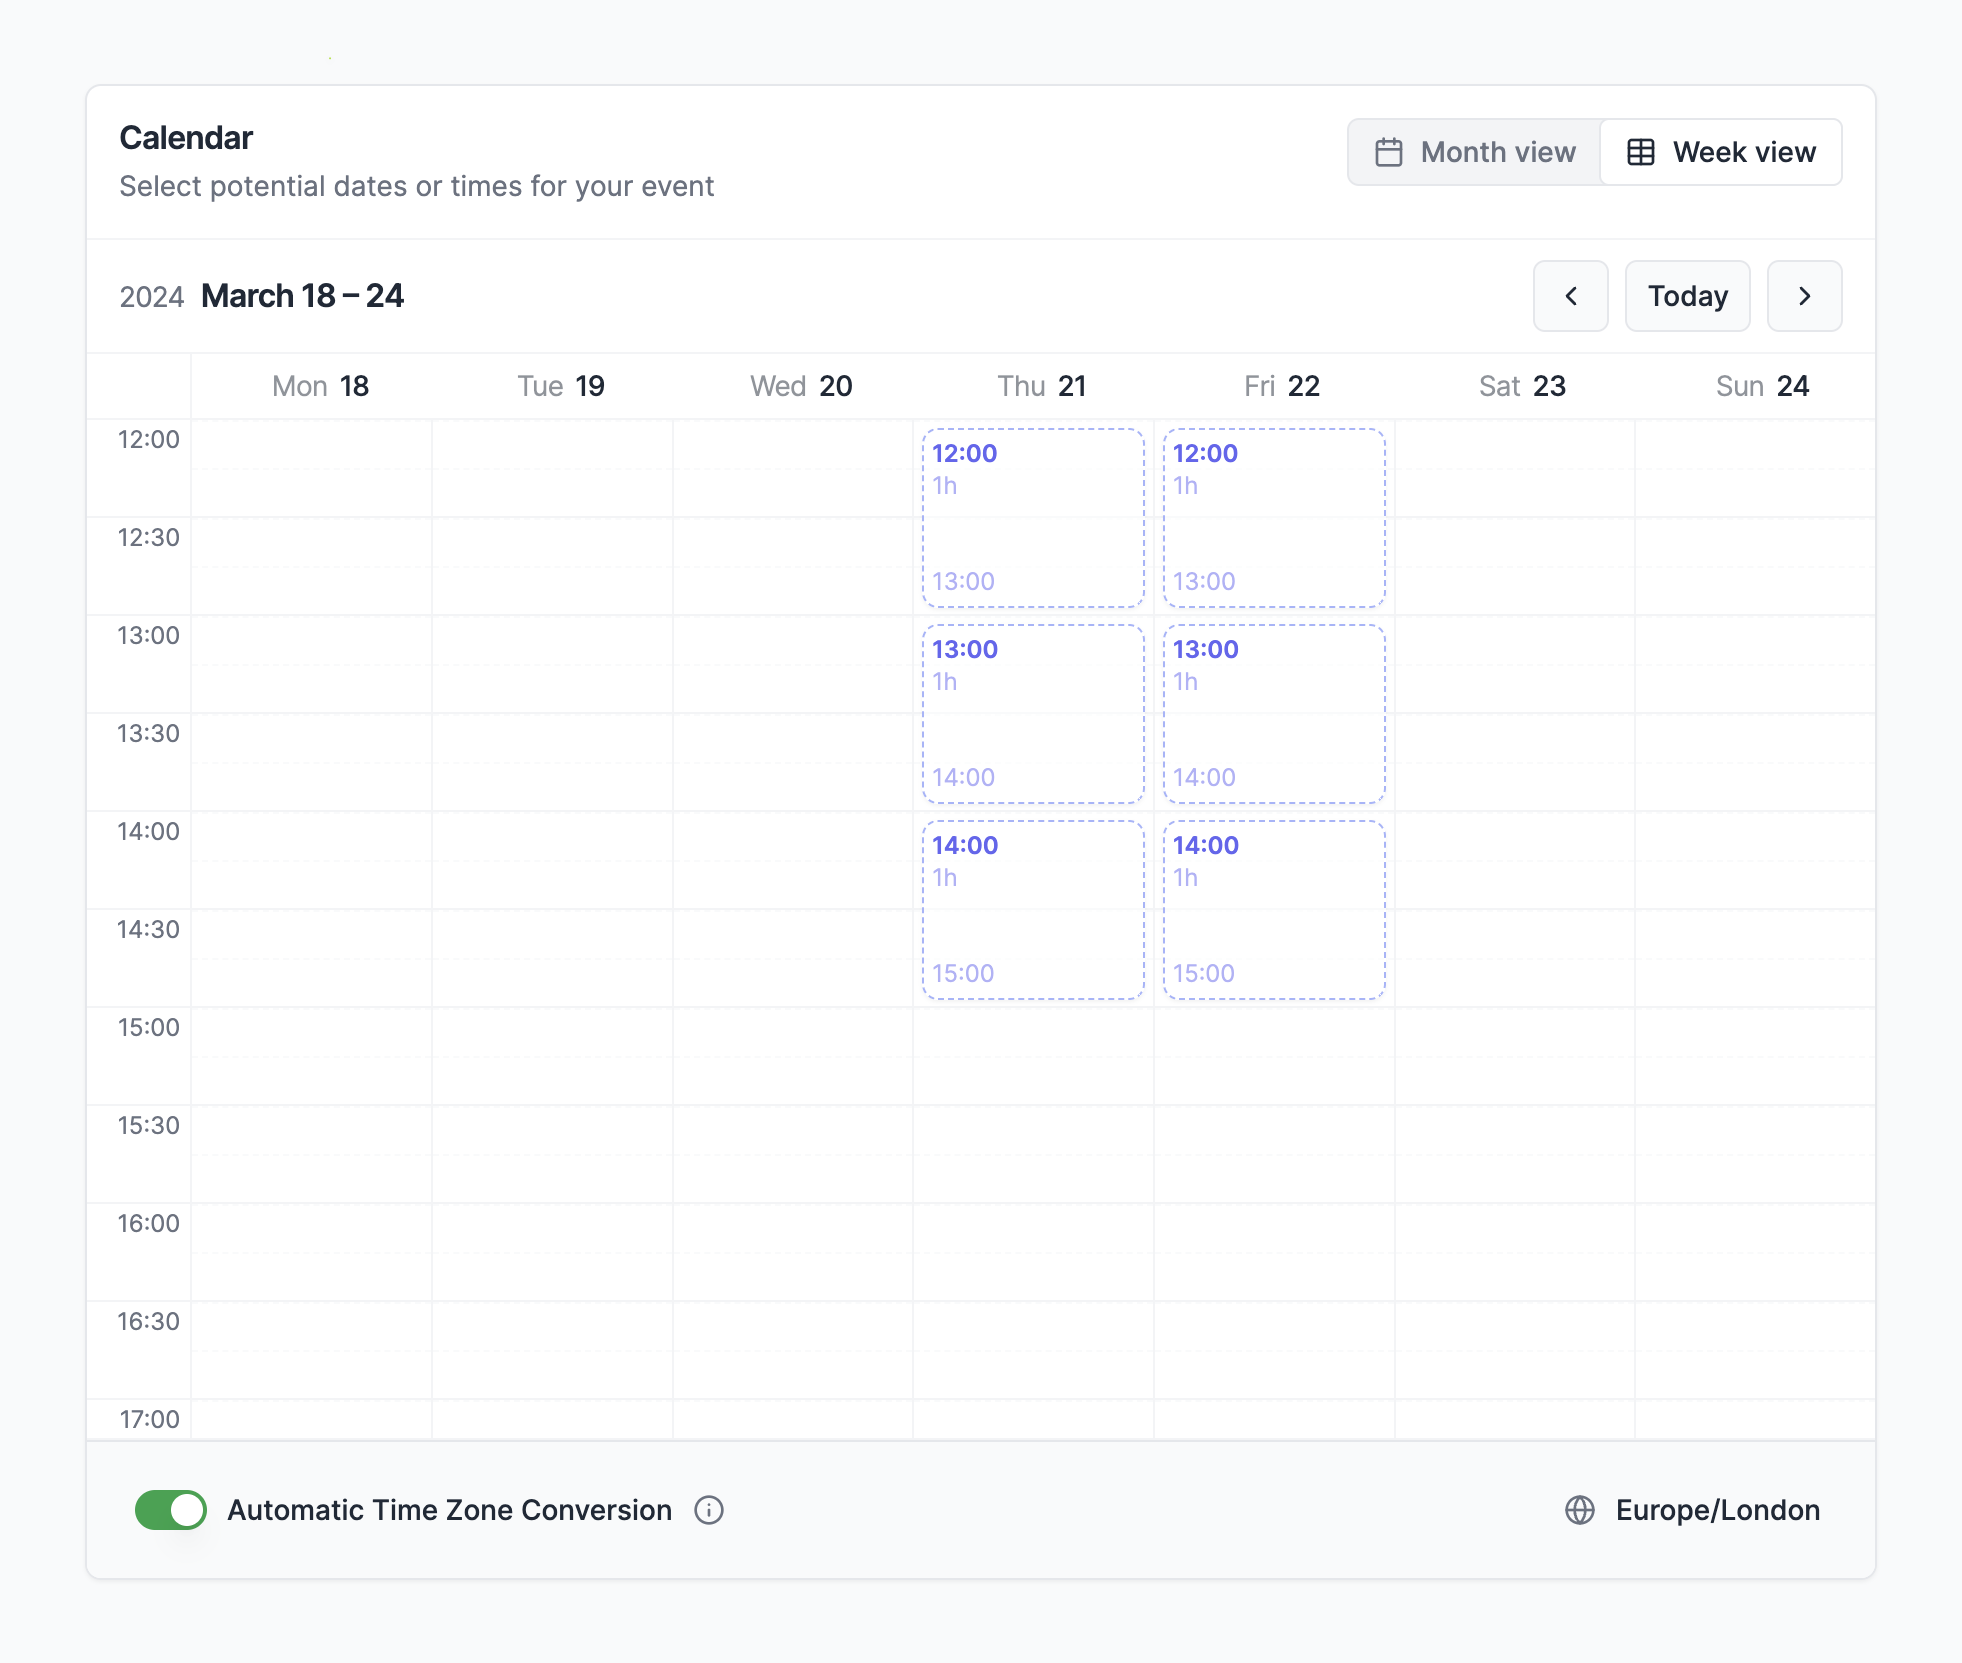 Calendar
Select potential dates or times for your event
Month view
Week view
2024 March 18 – 24
Today
Mon 18
Tue 19
Wed 20
Thu 21
Fri 22
Sat 23
Sun 24
12:00
12:30
13:00
13:30
14:00
14:30
15:00
15:30
16:00
16:30
17:00
12:00
1h
13:00
13:00
1h
14:00
14:00
1h
15:00
12:00
1h
13:00
13:00
1h
14:00
14:00
1h
15:00
Automatic Time Zone Conversion
Europe/London